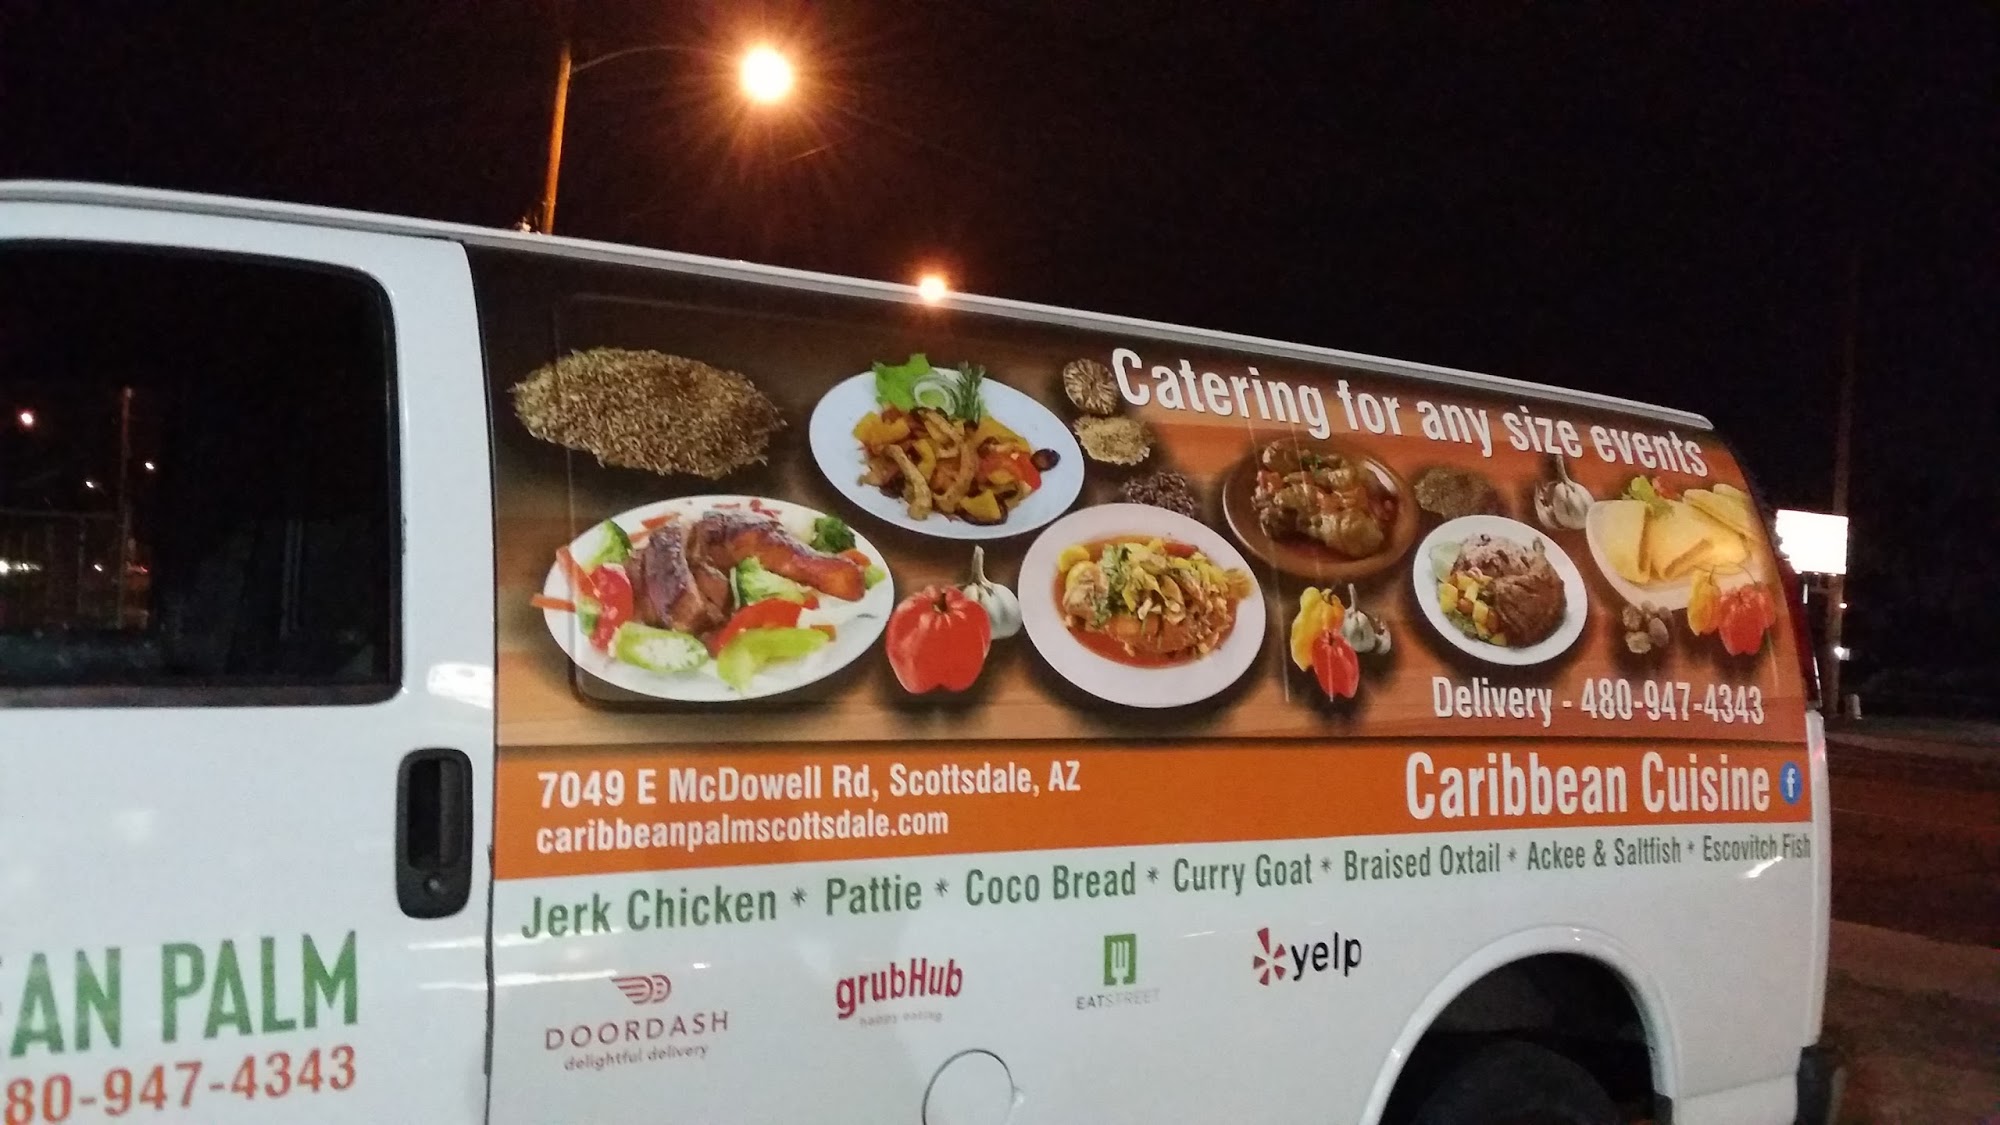 Catering for any size events
Delivery - 480-947-4343
7049 E McDowell Rd, Scottsdale, AZ
caribbeanpalmscottsdale.com
Caribbean Cuisine f
Jerk Chicken * Pattie * Coco Bread * Curry Goat * Braised Oxtail * Ackee & Saltfish * Escovitch Fish
DOORDASH
delightful delivery
grubHub
happy eating
EATSTREET
yelp
EAN PALM
80-947-4343